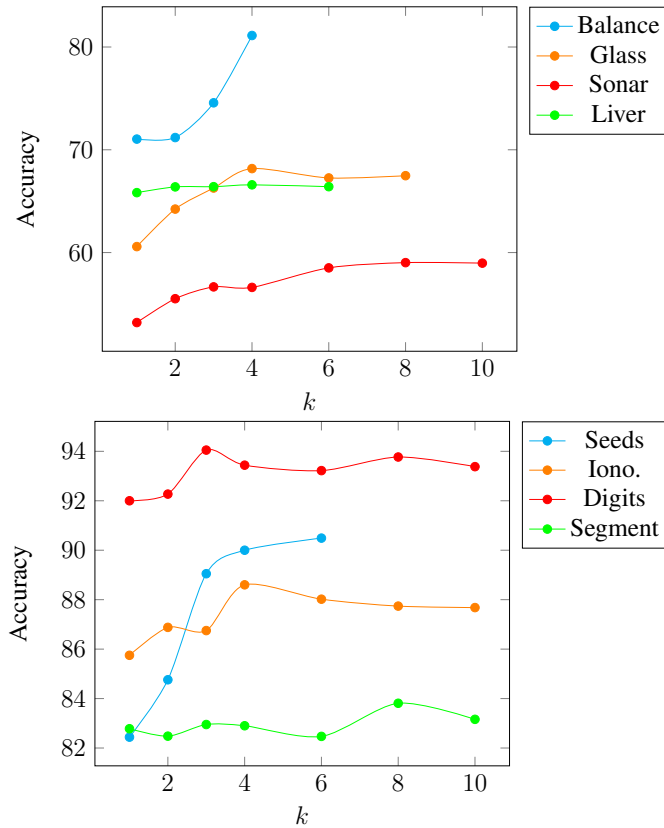 80
70
60
Accuracy
2 4 6 8 10
k
Balance
Glass
Sonar
Liver
94
92
90
88
86
84
82
Accuracy
2 4 6 8 10
k
Seeds
Iono.
Digits
Segment